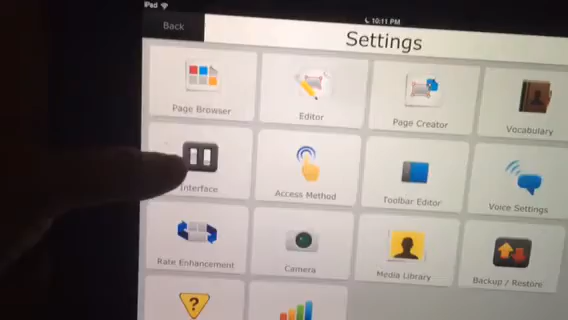 iPad
10:11 PM
Back
Settings
Page Browser
Editor
Page Creator
Vocabulary
Interface
Access Method
Toolbar Editor
Voice Settings
Rate Enhancement
Camera
Media Library
Backup / Restore
?